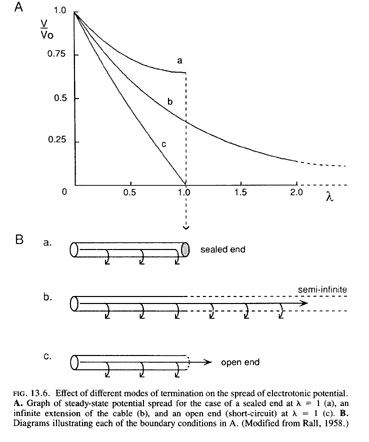 A
V
Vo
1.0
0.75
0.5
0.25
0
a
b
c
0.5
1.0
2.0
λ
B
a.
sealed end
b.
semi-infinite
c.
open end
FIG. 13.6. Effect of different modes of termination on the spread of electrotonic potential.
A. Graph of steady-state potential spread for the case of a sealed end at λ = 1 (a), an
infinite extension of the cable (b), and an open end (short-circuit) at λ = 1 (c). B.
Diagrams illustrating each of the boundary conditions in A. (Modified from Rall, 1958.)